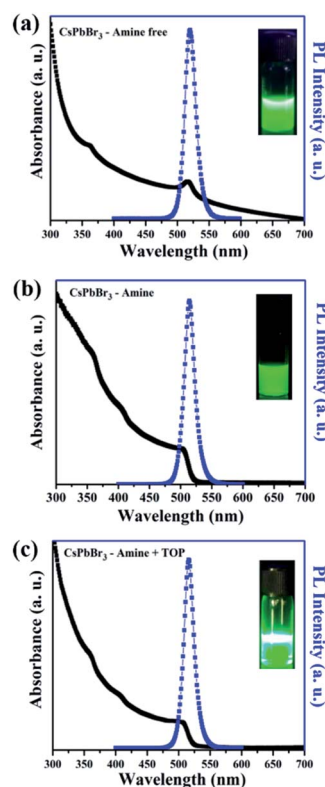 (a)
CsPbBr₃ - Amine free
Absorbance (a. u.)
PL Intensity (a. u.)
300 350 400 450 500 550 600 650 700
Wavelength (nm)
(b)
CsPbBr₃ - Amine
Absorbance (a. u.)
PL Intensity (a. u.)
300 350 400 450 500 550 600 650 700
Wavelength (nm)
(c)
CsPbBr₃ - Amine + TOP
Absorbance (a. u.)
PL Intensity (a. u.)
300 350 400 450 500 550 600 650 700
Wavelength (nm)